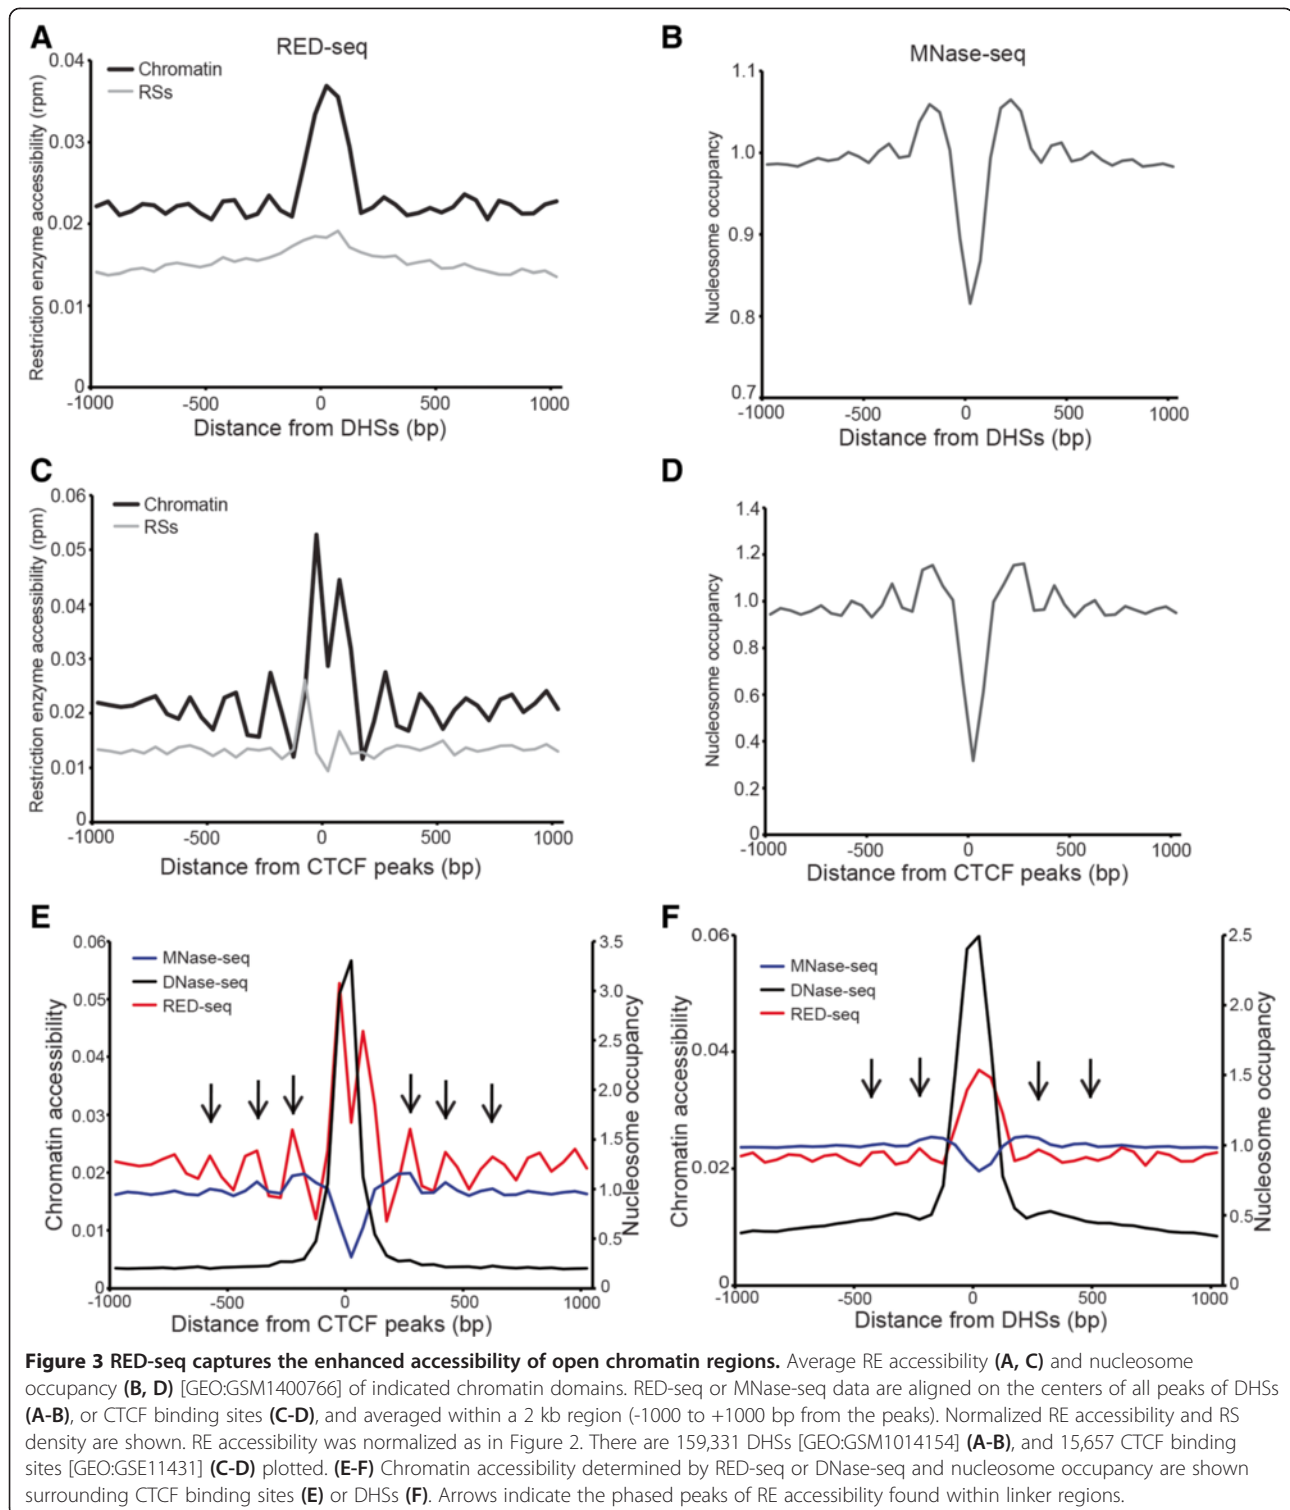 A
RED-seq
Chromatin
RSs
0.04
0.03
0.02
0.01
0
Restriction enzyme accessibility (rpm)
-1000
-500
0
500
1000
Distance from DHSs (bp)
B
MNase-seq
1.1
1.0
0.9
0.8
0.7
Nucleosome occupancy
-1000
-500
0
500
1000
Distance from DHSs (bp)
C
Chromatin
RSs
0.06
0.05
0.04
0.03
0.02
0.01
0
Restriction enzyme accessibility (rpm)
-1000
-500
0
500
1000
Distance from CTCF peaks (bp)
D
1.4
1.2
1.0
0.8
0.6
0.4
0.2
0
Nucleosome occupancy
-1000
-500
0
500
1000
Distance from CTCF peaks (bp)
E
MNase-seq
DNase-seq
RED-seq
0.06
0.05
0.04
0.03
0.02
0.01
0
Chromatin accessibility
3.5
3.0
2.5
2.0
1.5
1.0
0.5
0
Nucleosome occupancy
-1000
-500
0
500
1000
Distance from CTCF peaks (bp)
F
MNase-seq
DNase-seq
RED-seq
0.06
0.04
0.02
0
Chromatin accessibility
2.5
2.0
1.5
1.0
0.5
0
Nucleosome occupancy
-1000
-500
0
500
1000
Distance from DHSs (bp)
Figure 3 RED-seq captures the enhanced accessibility of open chromatin regions. Average RE accessibility (A, C) and nucleosome
occupancy (B, D) [GEO:GSM1400766] of indicated chromatin domains. RED-seq or MNase-seq data are aligned on the centers of all peaks of DHSs
(A-B), or CTCF binding sites (C-D), and averaged within a 2 kb region (-1000 to +1000 bp from the peaks). Normalized RE accessibility and RS
density are shown. RE accessibility was normalized as in Figure 2. There are 159,331 DHSs [GEO:GSM1014154] (A-B), and 15,657 CTCF binding
sites [GEO:GSE11431] (C-D) plotted. (E-F) Chromatin accessibility determined by RED-seq or DNase-seq and nucleosome occupancy are shown
surrounding CTCF binding sites (E) or DHSs (F). Arrows indicate the phased peaks of RE accessibility found within linker regions.